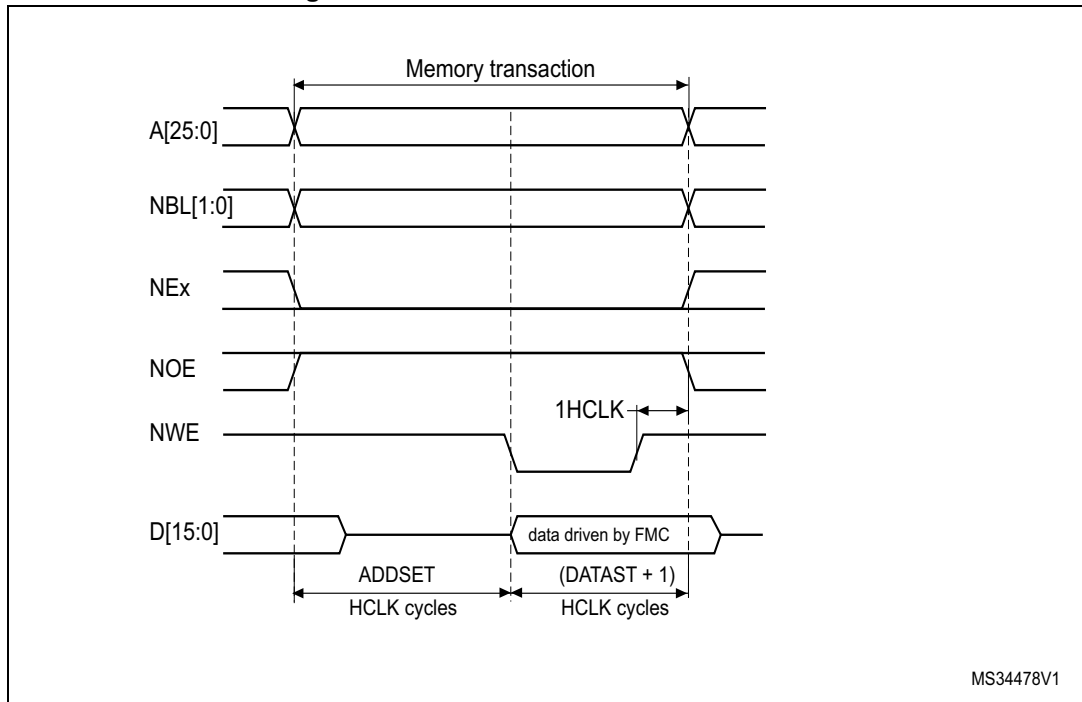 Memory transaction
A[25:0]
NBL[1:0]
NEx
NOE
1HCLK
NWE
D[15:0]
data driven by FMC
ADDSET
(DATAST + 1)
HCLK cycles
HCLK cycles
MS34478V1